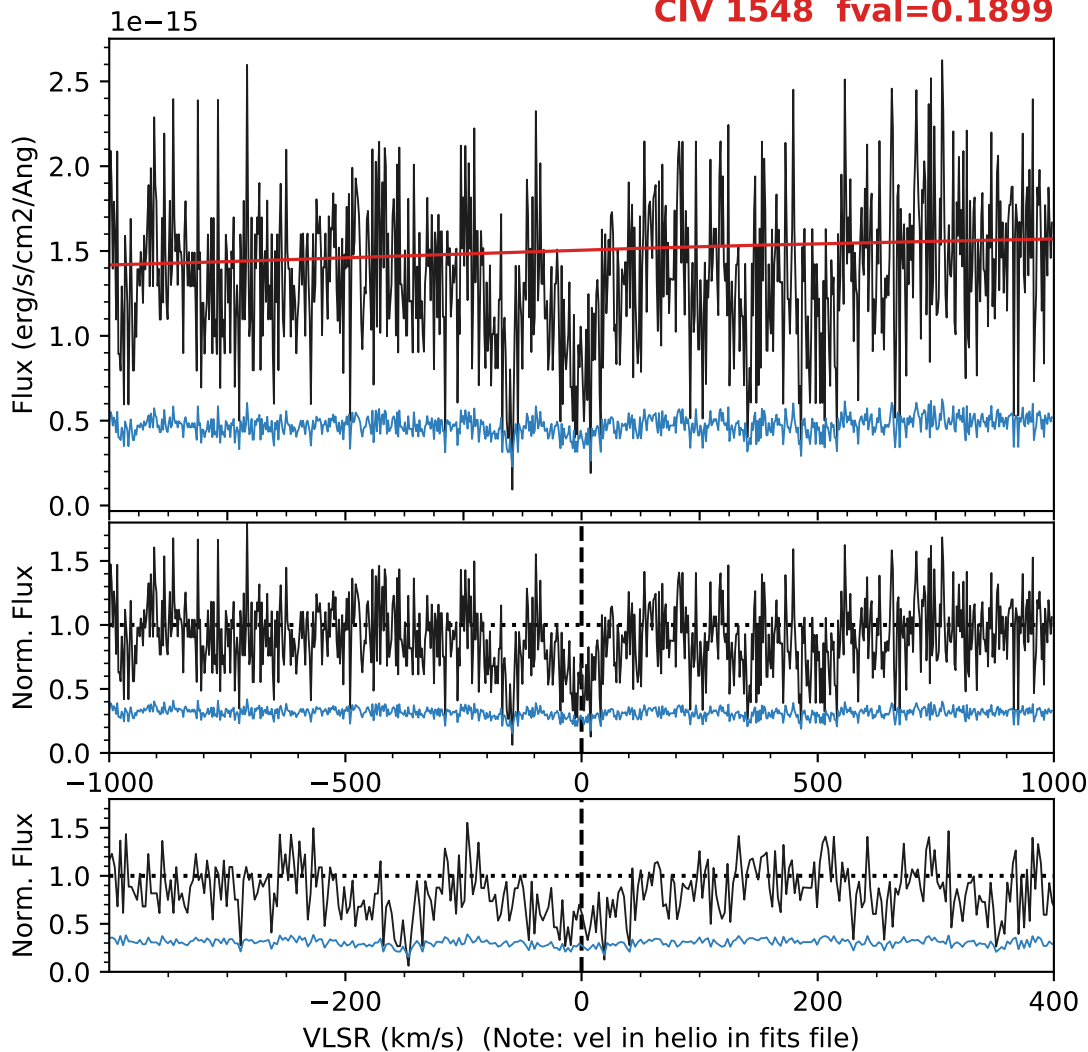 CIV 1548 fval=0.1899
1e−15
2.5
2.0
1.5
1.0
0.5
0.0
Flux (erg/s/cm2/Ang)
1.5
1.0
0.5
0.0
Norm. Flux
−1000 −500 0 500 1000
1.5
1.0
0.5
0.0
Norm. Flux
−200 0 200 400
VLSR (km/s) (Note: vel in helio in fits file)